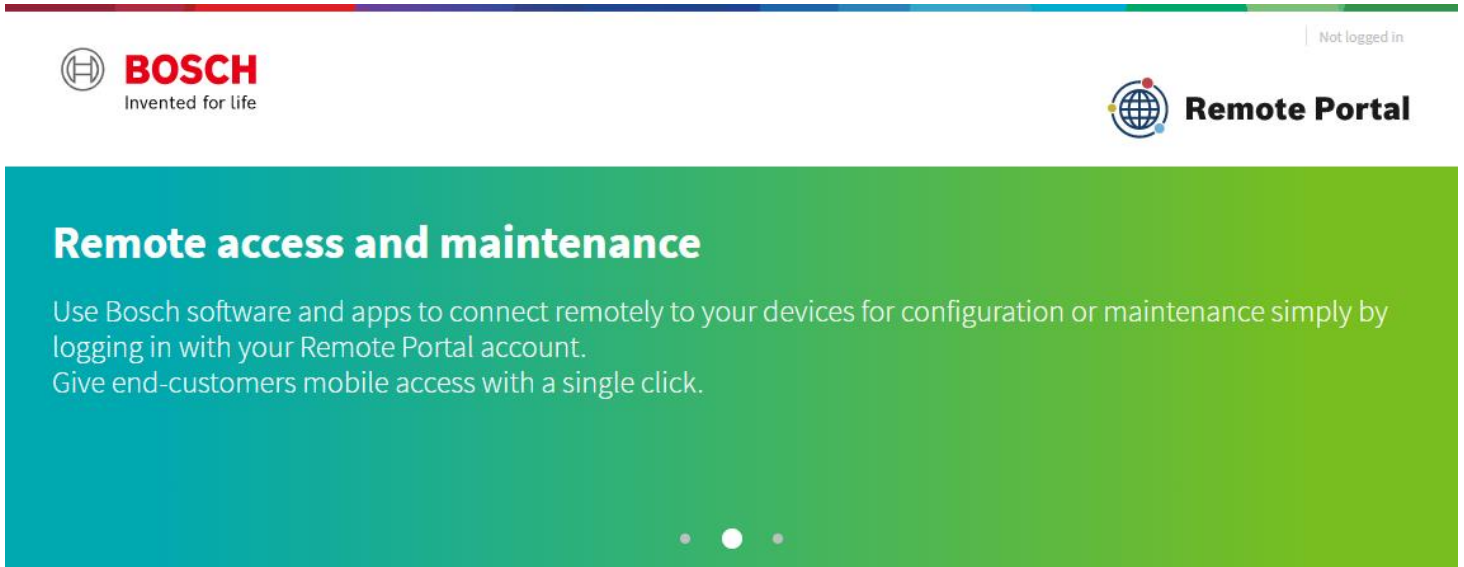 Not logged in
BOSCH
Invented for life
Remote Portal
Remote access and maintenance
Use Bosch software and apps to connect remotely to your devices for configuration or maintenance simply by
logging in with your Remote Portal account.
Give end-customers mobile access with a single click.